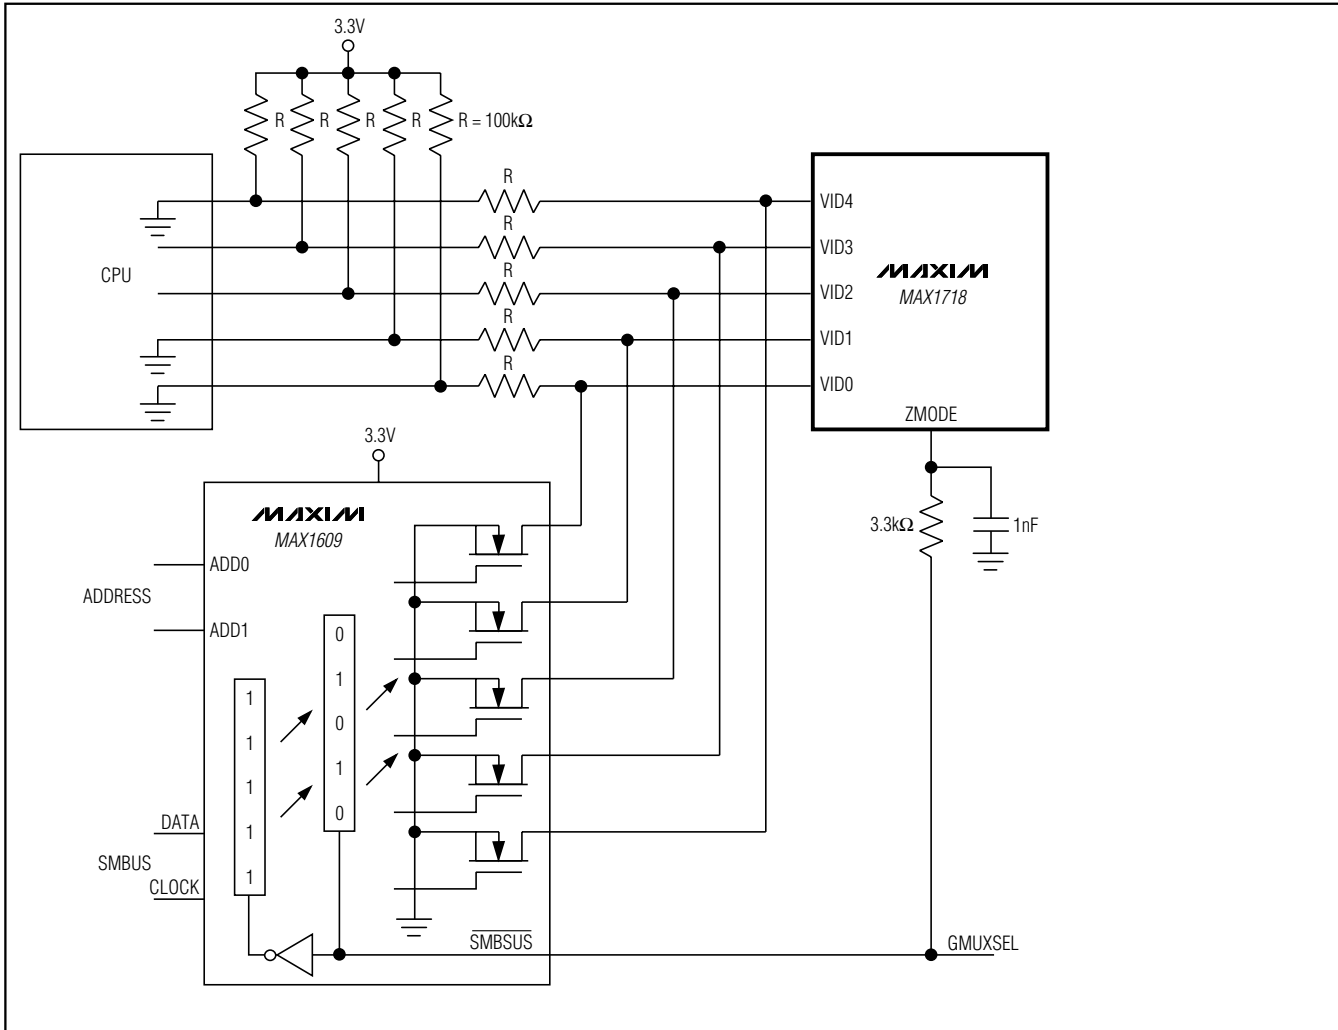 3.3V
R
R
R
R
R = 100kΩ
R
R
R
R
R
CPU
VID4
VID3
VID2
VID1
VID0
MAXIM
MAX1718
ZMODE
3.3kΩ
1nF
3.3V
MAXIM
MAX1609
ADD0
ADDRESS
ADD1
0
1
0
1
0
1
1
1
1
1
DATA
SMBUS
CLOCK
SMBSUS
GMUXSEL